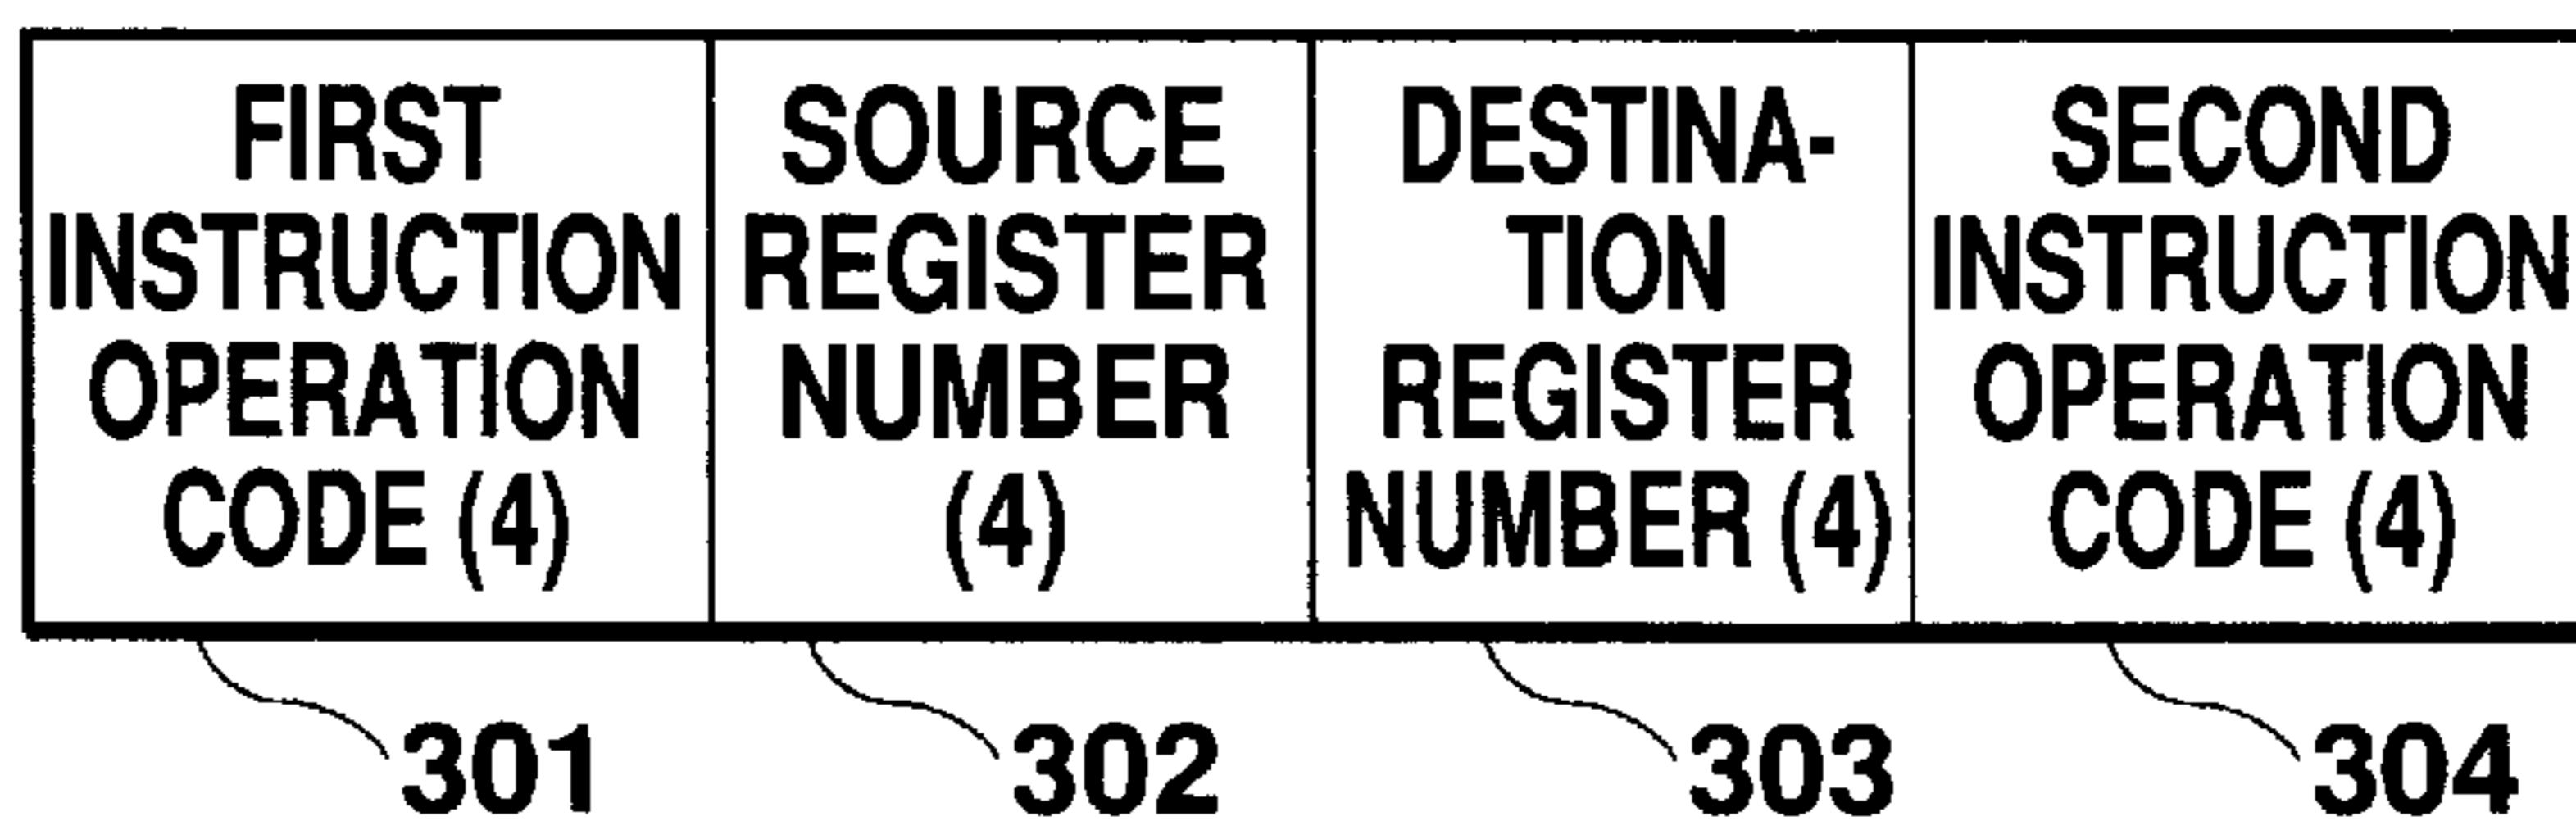 FIRST
INSTRUCTION
OPERATION
CODE (4)
SOURCE
REGISTER
NUMBER
(4)
DESTINA-
TION
REGISTER
NUMBER (4)
SECOND
INSTRUCTION
OPERATION
CODE (4)
301
302
303
304